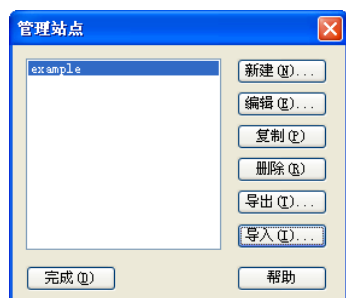 管理站点
example
新建(N)...
编辑(E)...
复制(P)
删除(R)
导出(T)...
导入(I)...
完成(D)
帮助